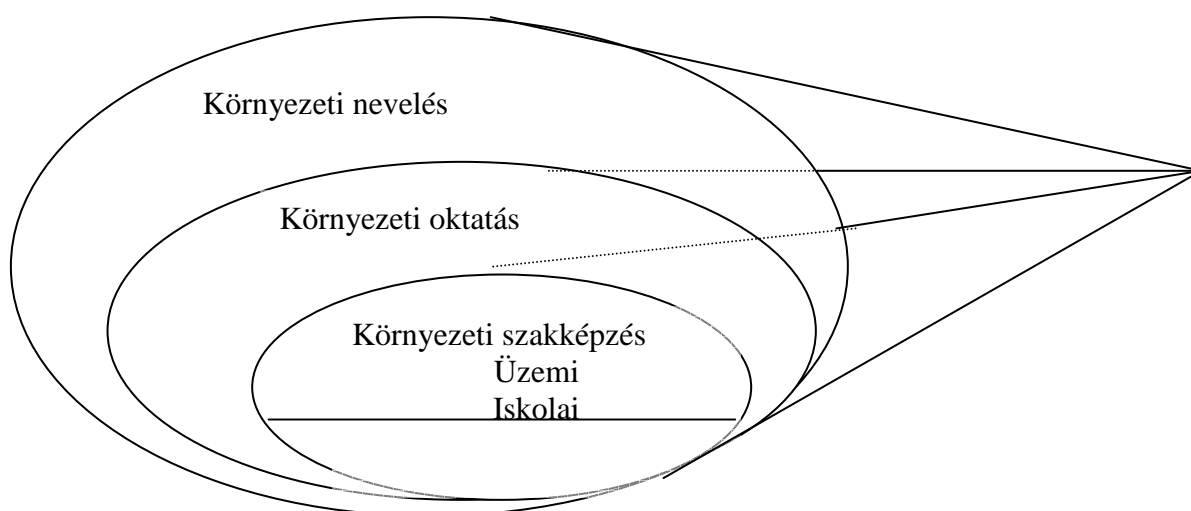 Környezeti nevelés
Környezeti oktatás
Környezeti szakképzés
Üzemi
Iskolai